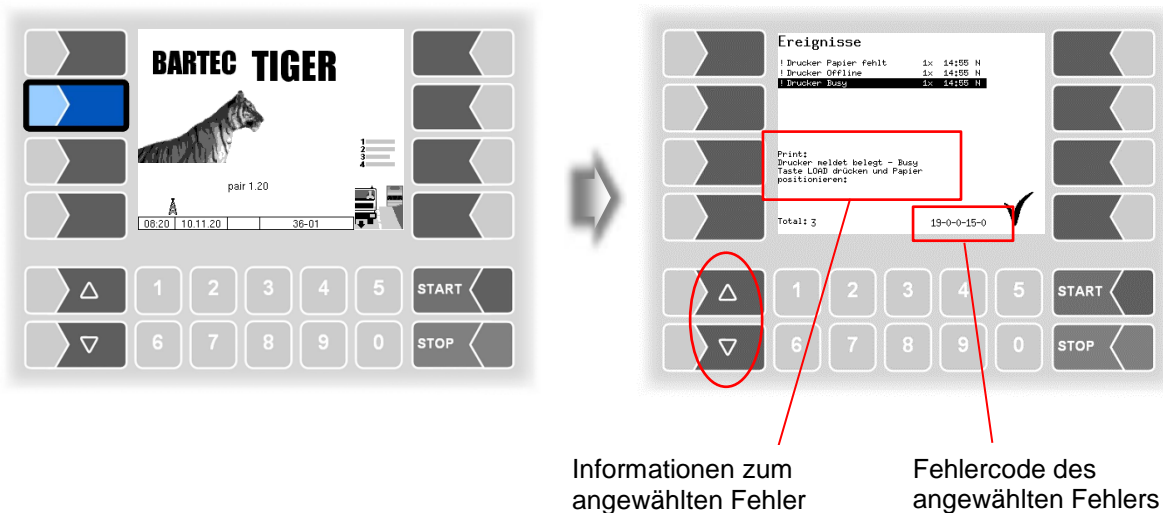 BARTEC TIGER
1
2
3
4
pair 1.20
08:20 10.11.20 36-01
1 2 3 4 5 START
6 7 8 9 0 STOP
Ereignisse
! Drucker Papier fehlt 1x 14:55 N
! Drucker Offline 1x 14:55 N
! Drucker Busy 1x 14:55 N
Print:
Drucker meldet belegt - Busy
Taste LOAD drücken und Papier
positionieren:
Total: 3 19-0-0-15-0
1 2 3 4 5 START
6 7 8 9 0 STOP
Informationen zum
angewählten Fehler
Fehlercode des
angewählten Fehlers